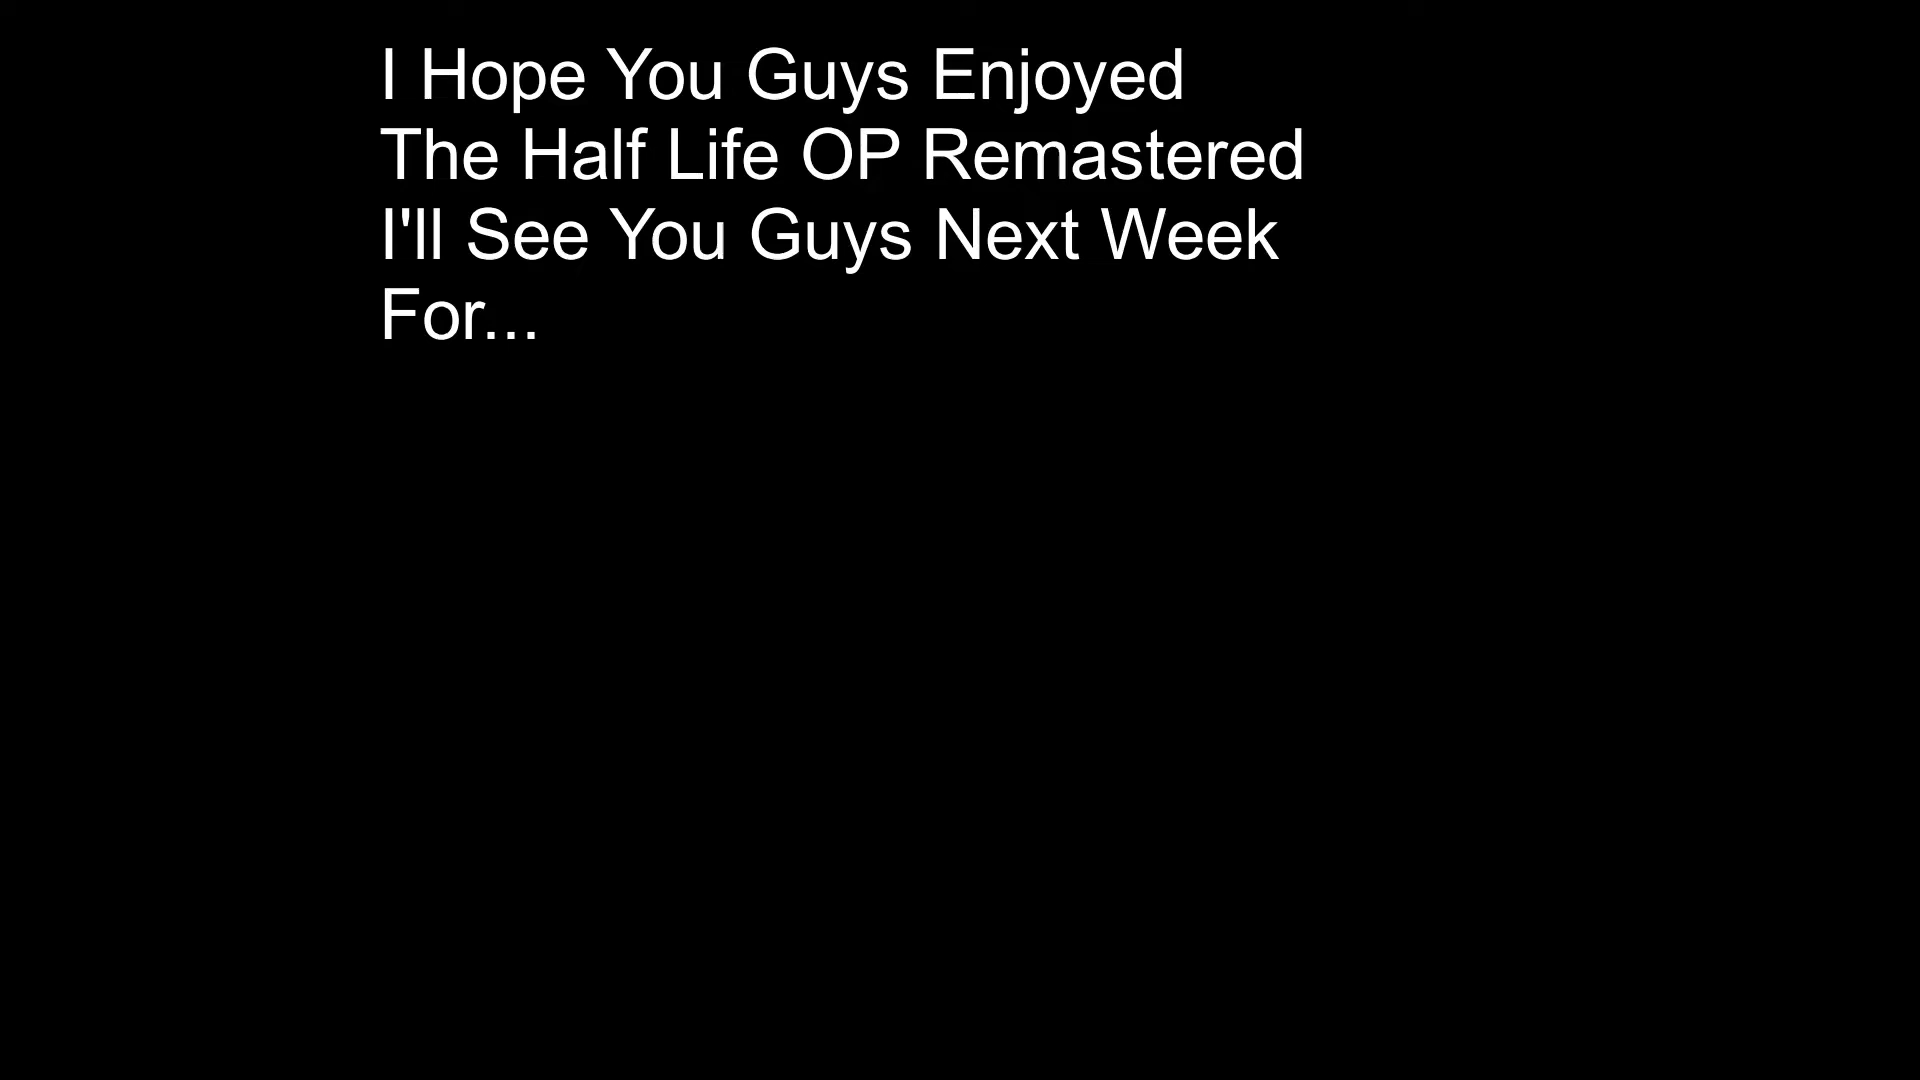 I Hope You Guys Enjoyed
The Half Life OP Remastered
I'll See You Guys Next Week
For...